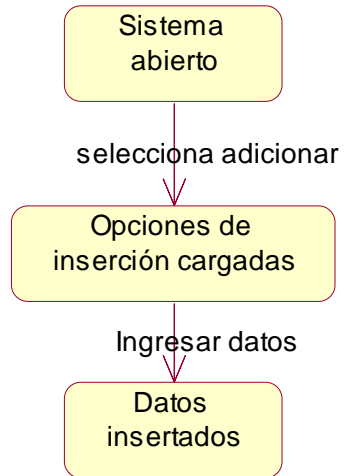 Sistema
abierto
selecciona adicionar
Opciones de
inserción cargadas
Ingresar datos
Datos
insertados